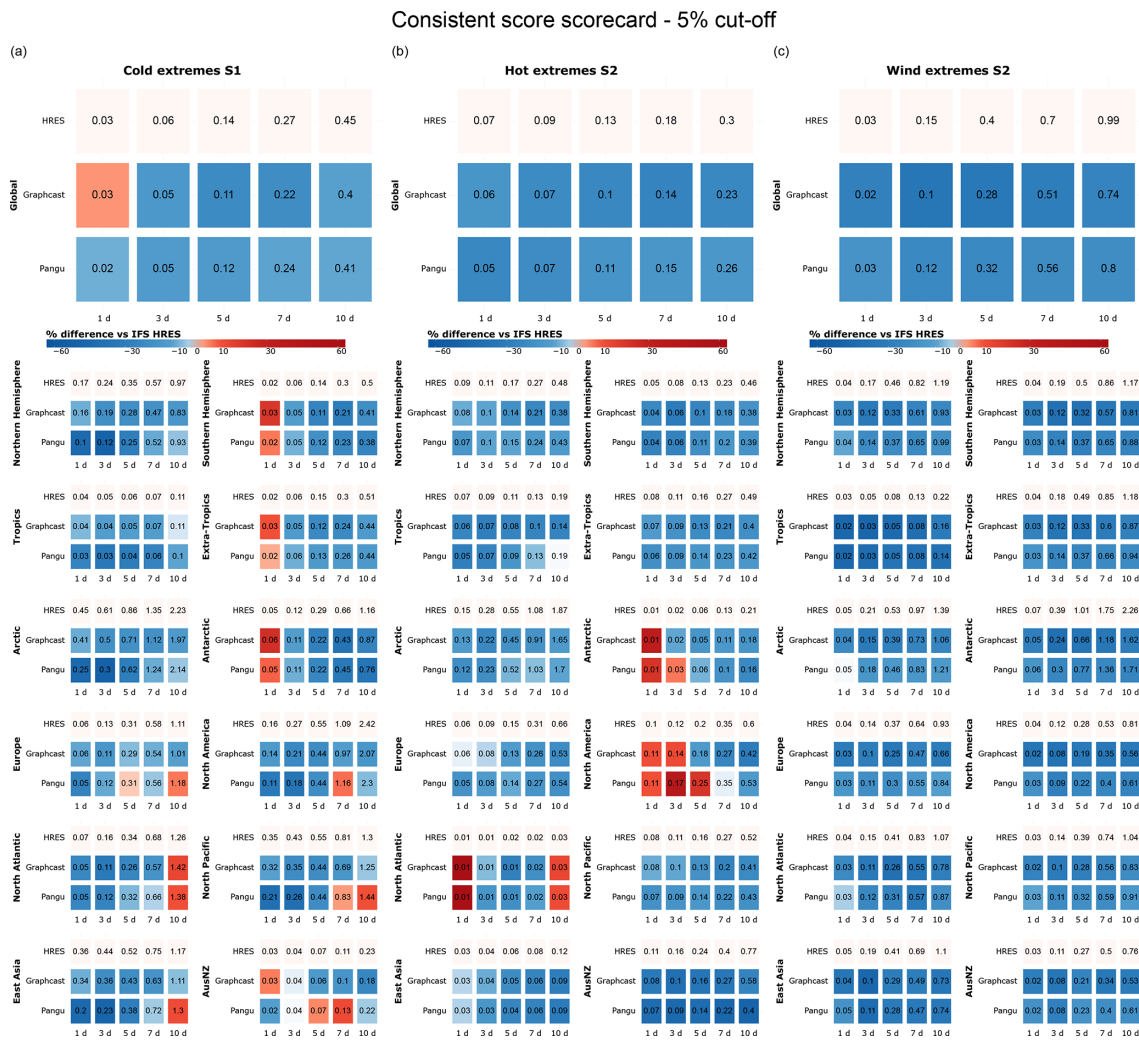 Consistent score scorecard - 5% cut-off
(a)
Cold extremes S1
Global
HRES 0.03 0.06 0.14 0.27 0.45
Graphcast 0.03 0.05 0.11 0.22 0.4
Pangu 0.02 0.05 0.12 0.24 0.41
1 d 3 d 5 d 7 d 10 d
% difference vs IFS HRES
−60 −30 −10 0 10 30 60
Northern Hemisphere
HRES 0.17 0.24 0.35 0.57 0.97
Graphcast 0.16 0.19 0.28 0.47 0.83
Pangu 0.1 0.12 0.25 0.52 0.93
1 d 3 d 5 d 7 d 10 d
Southern Hemisphere
0.02 0.06 0.14 0.3 0.5
0.03 0.05 0.11 0.21 0.41
0.02 0.05 0.12 0.23 0.38
1 d 3 d 5 d 7 d 10 d
Tropics
HRES 0.04 0.05 0.06 0.07 0.11
Graphcast 0.04 0.04 0.05 0.07 0.11
Pangu 0.03 0.03 0.04 0.06 0.1
1 d 3 d 5 d 7 d 10 d
Extra-Tropics
0.02 0.06 0.15 0.3 0.51
0.03 0.05 0.12 0.24 0.44
0.02 0.06 0.13 0.26 0.44
1 d 3 d 5 d 7 d 10 d
Arctic
HRES 0.45 0.61 0.86 1.35 2.23
Graphcast 0.41 0.5 0.71 1.12 1.97
Pangu 0.25 0.3 0.62 1.24 2.14
1 d 3 d 5 d 7 d 10 d
Antarctic
0.05 0.12 0.29 0.66 1.16
0.06 0.11 0.22 0.43 0.87
0.05 0.11 0.22 0.45 0.76
1 d 3 d 5 d 7 d 10 d
Europe
HRES 0.06 0.13 0.31 0.58 1.11
Graphcast 0.06 0.11 0.29 0.54 1.01
Pangu 0.05 0.12 0.31 0.56 1.18
1 d 3 d 5 d 7 d 10 d
North America
0.16 0.27 0.55 1.09 2.42
0.14 0.21 0.44 0.97 2.07
0.11 0.18 0.44 1.16 2.3
1 d 3 d 5 d 7 d 10 d
North Atlantic
HRES 0.07 0.16 0.34 0.68 1.26
Graphcast 0.05 0.11 0.26 0.57 1.42
Pangu 0.05 0.12 0.32 0.66 1.38
1 d 3 d 5 d 7 d 10 d
North Pacific
0.35 0.43 0.55 0.81 1.3
0.32 0.35 0.44 0.69 1.25
0.21 0.26 0.44 0.83 1.44
1 d 3 d 5 d 7 d 10 d
East Asia
HRES 0.36 0.44 0.52 0.75 1.17
Graphcast 0.34 0.36 0.43 0.63 1.11
Pangu 0.2 0.23 0.38 0.72 1.3
1 d 3 d 5 d 7 d 10 d
AusNZ
0.03 0.04 0.07 0.11 0.23
0.03 0.04 0.06 0.1 0.18
0.02 0.04 0.07 0.13 0.22
1 d 3 d 5 d 7 d 10 d
(b)
Hot extremes S2
Global
HRES 0.07 0.09 0.13 0.18 0.3
Graphcast 0.06 0.07 0.1 0.14 0.23
Pangu 0.05 0.07 0.11 0.15 0.26
1 d 3 d 5 d 7 d 10 d
% difference vs IFS HRES
−60 −30 −10 0 10 30 60
Northern Hemisphere
HRES 0.09 0.11 0.17 0.27 0.48
Graphcast 0.08 0.1 0.14 0.21 0.38
Pangu 0.07 0.1 0.15 0.24 0.43
1 d 3 d 5 d 7 d 10 d
Southern Hemisphere
0.05 0.08 0.13 0.23 0.46
0.04 0.06 0.1 0.18 0.38
0.04 0.06 0.11 0.2 0.39
1 d 3 d 5 d 7 d 10 d
Tropics
HRES 0.07 0.09 0.11 0.13 0.19
Graphcast 0.06 0.07 0.08 0.1 0.14
Pangu 0.05 0.07 0.09 0.13 0.19
1 d 3 d 5 d 7 d 10 d
Extra-Tropics
0.08 0.11 0.16 0.27 0.49
0.07 0.09 0.13 0.21 0.4
0.06 0.09 0.14 0.23 0.42
1 d 3 d 5 d 7 d 10 d
Arctic
HRES 0.15 0.28 0.55 1.08 1.87
Graphcast 0.13 0.22 0.45 0.91 1.65
Pangu 0.12 0.23 0.52 1.03 1.7
1 d 3 d 5 d 7 d 10 d
Antarctic
0.01 0.02 0.06 0.13 0.21
0.01 0.02 0.05 0.11 0.18
0.01 0.03 0.06 0.1 0.16
1 d 3 d 5 d 7 d 10 d
Europe
HRES 0.06 0.09 0.15 0.31 0.66
Graphcast 0.06 0.08 0.13 0.26 0.53
Pangu 0.05 0.08 0.14 0.27 0.54
1 d 3 d 5 d 7 d 10 d
North America
0.1 0.12 0.2 0.35 0.6
0.11 0.14 0.18 0.27 0.42
0.11 0.17 0.25 0.35 0.53
1 d 3 d 5 d 7 d 10 d
North Atlantic
HRES 0.01 0.01 0.02 0.02 0.03
Graphcast 0.01 0.01 0.01 0.02 0.03
Pangu 0.01 0.01 0.01 0.02 0.03
1 d 3 d 5 d 7 d 10 d
North Pacific
0.08 0.11 0.16 0.27 0.52
0.08 0.1 0.13 0.2 0.41
0.07 0.09 0.14 0.23 0.42
1 d 3 d 5 d 7 d 10 d
East Asia
HRES 0.03 0.04 0.06 0.08 0.12
Graphcast 0.03 0.04 0.05 0.06 0.09
Pangu 0.03 0.03 0.04 0.06 0.09
1 d 3 d 5 d 7 d 10 d
AusNZ
0.11 0.16 0.24 0.4 0.77
0.08 0.1 0.16 0.27 0.58
0.07 0.09 0.14 0.22 0.4
1 d 3 d 5 d 7 d 10 d
(c)
Wind extremes S2
Global
HRES 0.03 0.15 0.4 0.7 0.99
Graphcast 0.02 0.1 0.28 0.51 0.74
Pangu 0.03 0.12 0.32 0.56 0.8
1 d 3 d 5 d 7 d 10 d
% difference vs IFS HRES
−60 −30 −10 0 10 30 60
Northern Hemisphere
HRES 0.04 0.17 0.46 0.82 1.19
Graphcast 0.03 0.12 0.33 0.61 0.93
Pangu 0.04 0.14 0.37 0.65 0.99
1 d 3 d 5 d 7 d 10 d
Southern Hemisphere
0.04 0.19 0.5 0.86 1.17
0.03 0.12 0.32 0.57 0.81
0.03 0.14 0.37 0.65 0.88
1 d 3 d 5 d 7 d 10 d
Tropics
HRES 0.03 0.05 0.08 0.13 0.22
Graphcast 0.02 0.03 0.05 0.08 0.16
Pangu 0.02 0.03 0.05 0.08 0.14
1 d 3 d 5 d 7 d 10 d
Extra-Tropics
0.04 0.18 0.49 0.85 1.18
0.03 0.12 0.33 0.6 0.87
0.03 0.14 0.37 0.66 0.94
1 d 3 d 5 d 7 d 10 d
Arctic
HRES 0.05 0.21 0.53 0.97 1.39
Graphcast 0.04 0.15 0.39 0.73 1.06
Pangu 0.05 0.18 0.46 0.83 1.21
1 d 3 d 5 d 7 d 10 d
Antarctic
0.07 0.39 1.01 1.75 2.26
0.05 0.24 0.66 1.18 1.62
0.06 0.3 0.77 1.36 1.71
1 d 3 d 5 d 7 d 10 d
Europe
HRES 0.04 0.14 0.37 0.64 0.93
Graphcast 0.03 0.1 0.25 0.47 0.66
Pangu 0.03 0.11 0.3 0.55 0.84
1 d 3 d 5 d 7 d 10 d
North America
0.04 0.12 0.28 0.53 0.81
0.02 0.08 0.19 0.35 0.56
0.03 0.09 0.22 0.4 0.61
1 d 3 d 5 d 7 d 10 d
North Atlantic
HRES 0.04 0.15 0.41 0.83 1.07
Graphcast 0.03 0.11 0.26 0.55 0.78
Pangu 0.03 0.12 0.31 0.57 0.87
1 d 3 d 5 d 7 d 10 d
North Pacific
0.03 0.14 0.39 0.74 1.04
0.02 0.1 0.28 0.56 0.83
0.03 0.11 0.32 0.59 0.91
1 d 3 d 5 d 7 d 10 d
East Asia
HRES 0.05 0.19 0.41 0.69 1.1
Graphcast 0.04 0.1 0.29 0.49 0.73
Pangu 0.05 0.11 0.28 0.47 0.74
1 d 3 d 5 d 7 d 10 d
AusNZ
0.03 0.11 0.27 0.5 0.76
0.02 0.08 0.21 0.34 0.53
0.02 0.08 0.23 0.4 0.61
1 d 3 d 5 d 7 d 10 d